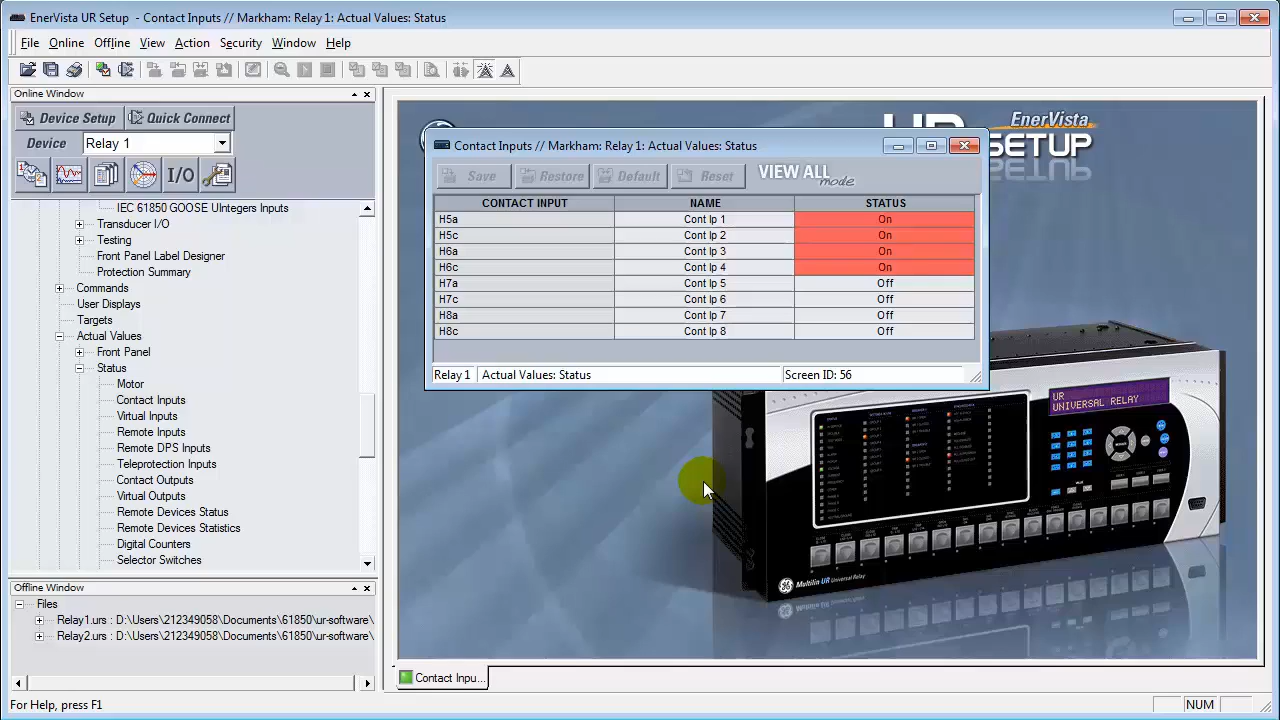 EnerVista UR Setup - Contact Inputs // Markham: Relay 1: Actual Values: Status
File Online Offline View Action Security Window Help
Online Window
Device Setup Quick Connect
Device Relay 1
I/O
IEC 61850 GOOSE UIntegers Inputs
Transducer I/O
Testing
Front Panel Label Designer
Protection Summary
Commands
User Displays
Targets
Actual Values
Front Panel
Status
Motor
Contact Inputs
Virtual Inputs
Remote Inputs
Remote DPS Inputs
Teleprotection Inputs
Contact Outputs
Virtual Outputs
Remote Devices Status
Remote Devices Statistics
Digital Counters
Selector Switches
Offline Window
Files
Relay1.urs : D:\Users\212349058\Documents\61850\ur-software\
Relay2.urs : D:\Users\212349058\Documents\61850\ur-software\
EnerVista
UR
SETUP
Contact Inputs // Markham: Relay 1: Actual Values: Status
Save Restore Default Reset VIEW ALL mode
CONTACT INPUT NAME STATUS
H5a Cont Ip 1 On
H5c Cont Ip 2 On
H6a Cont Ip 3 On
H6c Cont Ip 4 On
H7a Cont Ip 5 Off
H7c Cont Ip 6 Off
H8a Cont Ip 7 Off
H8c Cont Ip 8 Off
Relay 1 Actual Values: Status Screen ID: 56
UR
UNIVERSAL RELAY
Multilin UR Universal Relay
Contact Inpu...
For Help, press F1
NUM